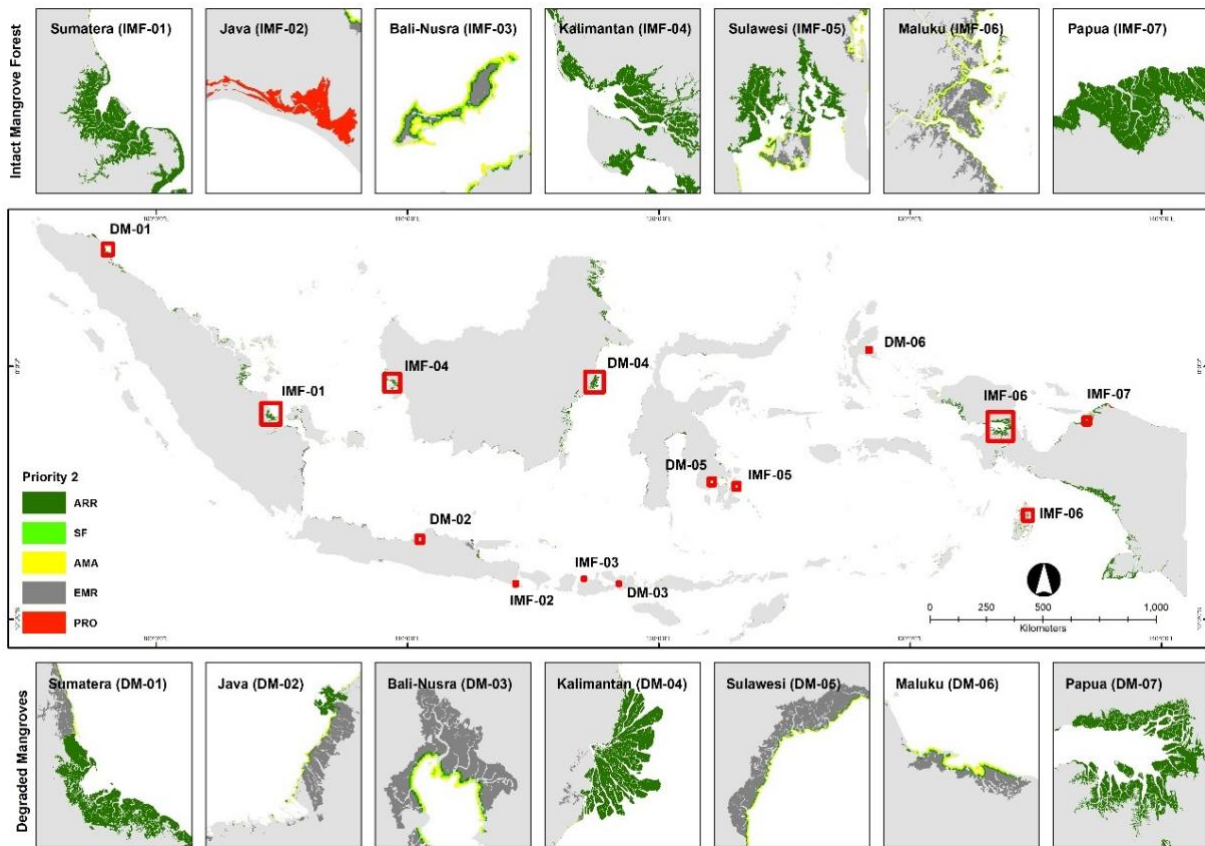 Intact Mangrove Forest
Sumatera (IMF-01)
Java (IMF-02)
Bali-Nusra (IMF-03)
Kalimantan (IMF-04)
Sulawesi (IMF-05)
Maluku (IMF-06)
Papua (IMF-07)
DM-01
DM-06
IMF-04
DM-04
IMF-01
IMF-06
IMF-07
DM-05
IMF-05
IMF-06
DM-02
IMF-03
IMF-02
DM-03
Priority 2
ARR
SF
AMA
EMR
PRO
0 250 500 1,000
Kilometers
Degraded Mangroves
Sumatera (DM-01)
Java (DM-02)
Bali-Nusra (DM-03)
Kalimantan (DM-04)
Sulawesi (DM-05)
Maluku (DM-06)
Papua (DM-07)